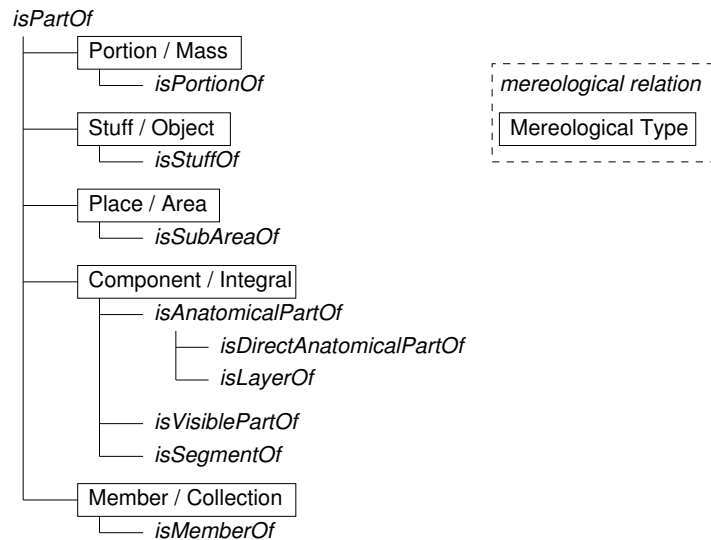 isPartOf
Portion / Mass
isPortionOf
mereological relation
Stuff / Object
Mereological Type
isStuffOf
Place / Area
isSubAreaOf
Component / Integral
isAnatomicalPartOf
isDirectAnatomicalPartOf
isLayerOf
isVisiblePartOf
isSegmentOf
Member / Collection
isMemberOf